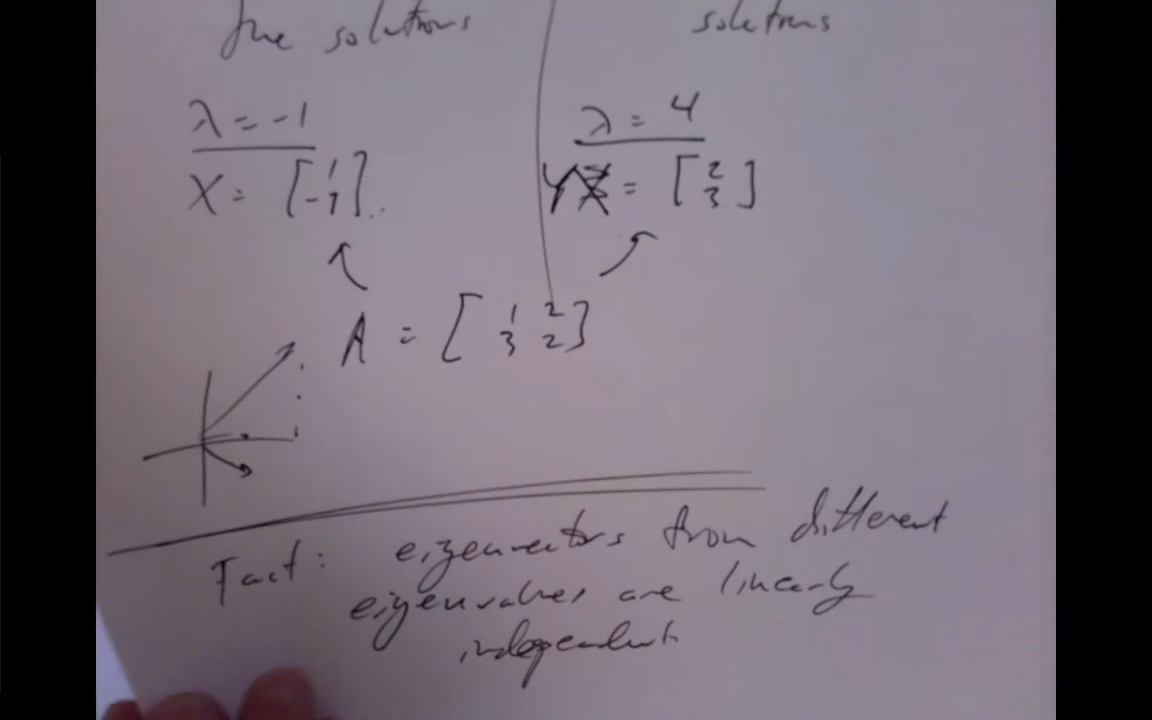 the solutions
solutions
λ = -1
X = [1 -1]
λ = 4
Y = [2 3]
A = [1 2 3 2]
Fact: eigenvectors from different
eigenvalues are linearly
independent